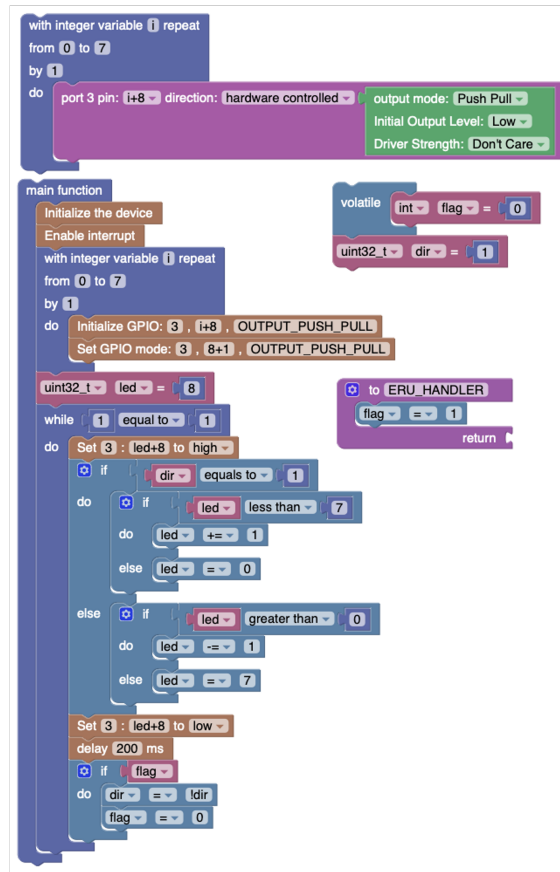 with integer variable i repeat
from 0 to 7
by 1
do port 3 pin: i+8 direction: hardware controlled output mode: Push Pull
Initial Output Level: Low
Driver Strength: Don't Care
main function
Initialize the device
Enable interrupt
with integer variable i repeat
from 0 to 7
by 1
do Initialize GPIO: 3 , i+8 , OUTPUT_PUSH_PULL
Set GPIO mode: 3 , 8+1 , OUTPUT_PUSH_PULL
uint32_t led = 8
while 1 equal to 1
do Set 3 : led+8 to high
if dir equals to 1
do if led less than 7
do led += 1
else led = 0
else if led greater than 0
do led -= 1
else led = 7
Set 3 : led+8 to low
delay 200 ms
if flag
do dir = !dir
flag = 0
volatile int flag = 0
uint32_t dir = 1
to ERU_HANDLER
flag = 1
return